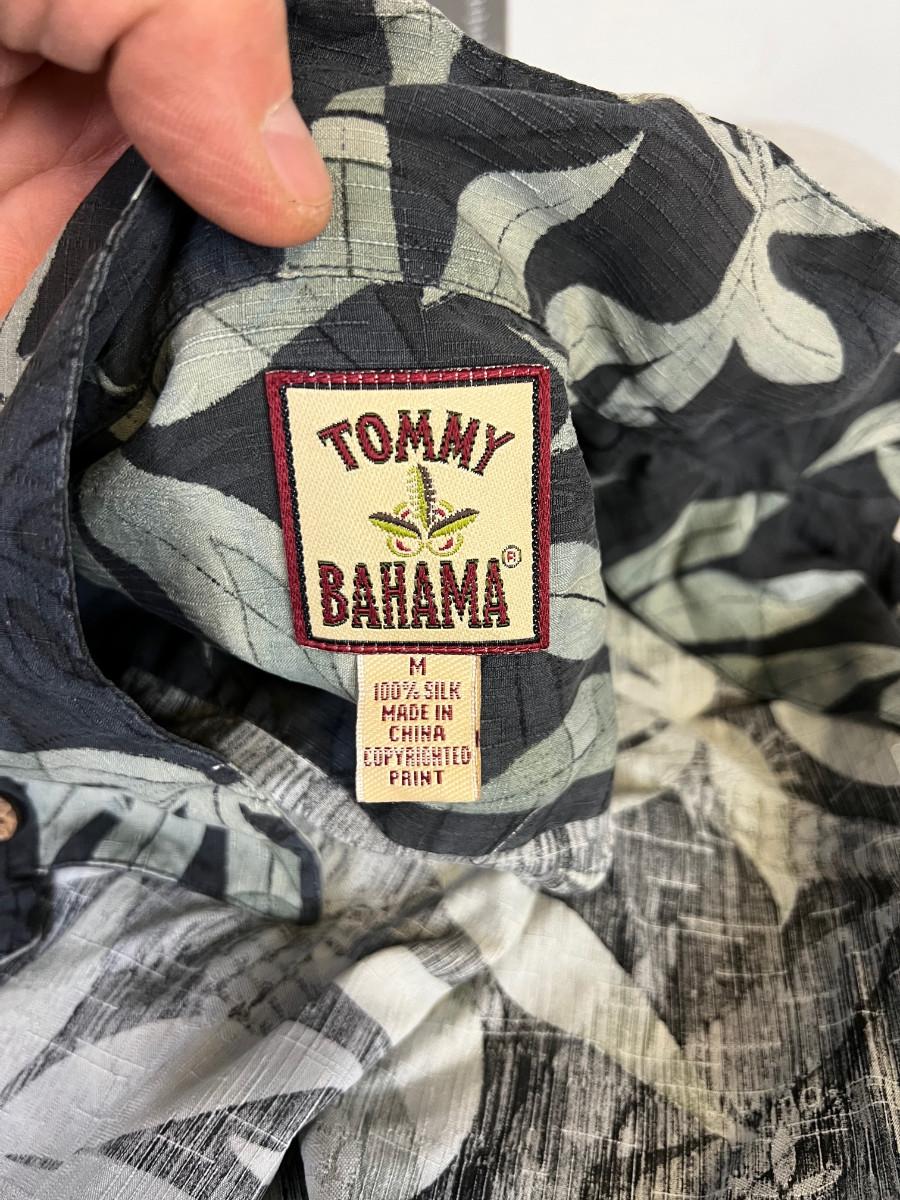 TOMMY
BAHAMA®
M
100% SILK
MADE IN
CHINA
COPYRIGHTED
PRINT